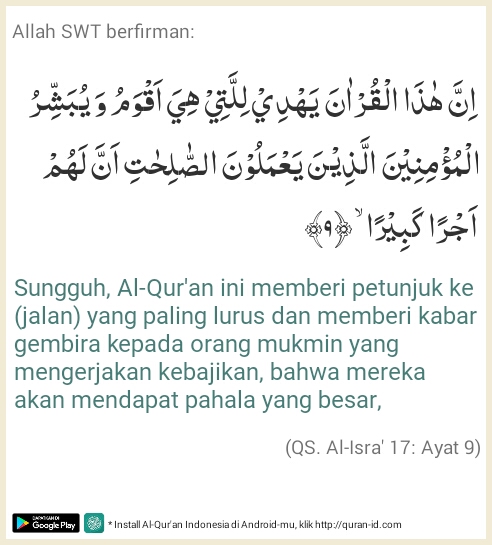 Allah SWT berfirman:
اِنَّ هٰذَا الْقُرْاٰنَ يَهْدِيْ لِلَّتِيْ هِيَ اَقْوَمُ وَيُبَشِّرُ
الْمُؤْمِنِيْنَ الَّذِيْنَ يَعْمَلُوْنَ الصّٰلِحٰتِ اَنَّ لَهُمْ
اَجْرًا كَبِيْرًاۙ ﴿٩﴾
Sungguh, Al-Qur'an ini memberi petunjuk ke
(jalan) yang paling lurus dan memberi kabar
gembira kepada orang mukmin yang
mengerjakan kebajikan, bahwa mereka
akan mendapat pahala yang besar,
(QS. Al-Isra' 17: Ayat 9)
DAPATKAN DI
Google Play
* Install Al-Qur'an Indonesia di Android-mu, klik http://quran-id.com